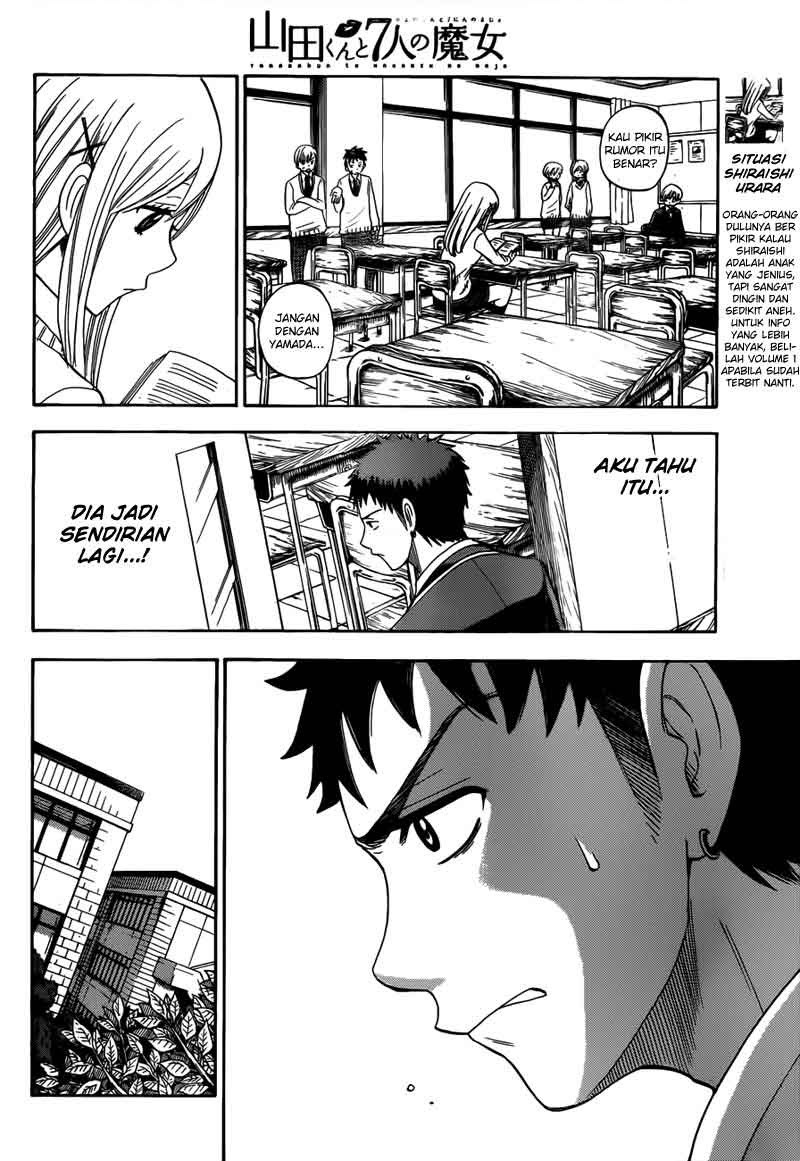 山田くんと7人の魔女
yamadakun to nananin no majo
KAU PIKIR
RUMOR ITU
BENAR?
JANGAN
DENGAN
YAMADA...
SITUASI
SHIRAISHI
URARA
ORANG-ORANG
DULUNYA BER
PIKIR KALAU
SHIRAISHI
ADALAH ANAK
YANG JENIUS,
TAPI SANGAT
DINGIN DAN
SEDIKIT ANEH.
UNTUK INFO
YANG LEBIH
BANYAK, BELI-
LAH VOLUME 1
APABILA SUDAH
TERBIT NANTI.
AKU TAHU
ITU...
DIA JADI
SENDIRIAN
LAGI...!